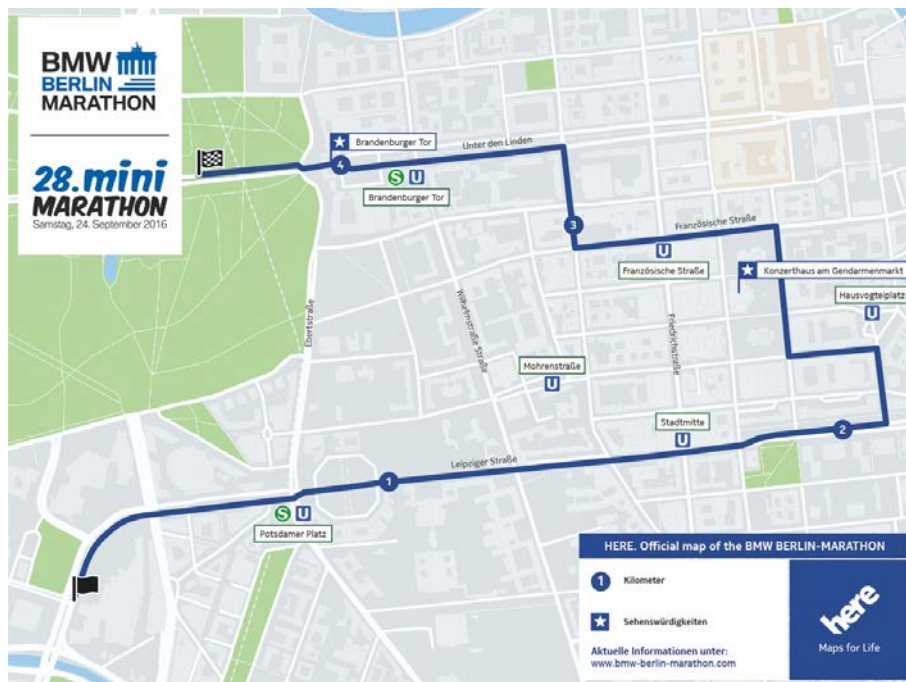 BMW
BERLIN
MARATHON
28.mini
MARATHON
Samstag, 24. September 2016
Brandenburger Tor
4
Unter den Linden
S U
Brandenburger Tor
3
Französische Straße
U
Französische Straße
Konzerthaus am Gendarmenmarkt
Hausvogteiplatz
U
Ebertstraße
Wilhelmstraße Straße
Friedrichstraße
Mohrenstraße
U
Stadtmitte
U
2
Leipziger Straße
1
S U
Potsdamer Platz
HERE. Official map of the BMW BERLIN-MARATHON
1 Kilometer
Sehenswürdigkeiten
Aktuelle Informationen unter:
www.bmw-berlin-marathon.com
here
Maps for Life